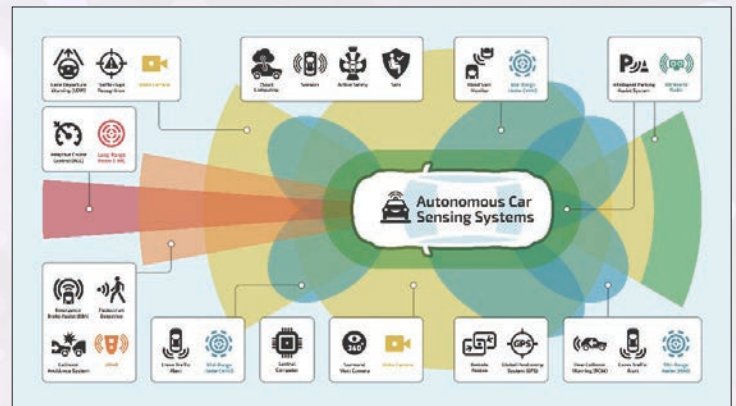 Lane Departure
Warning (LDW)
Traffic Sign
Recognition
Video Camera
Cloud
Computing
Sensors
Active Safety
Safe
Blind Spot
Monitor
Mid-Range
Radar (MRR)
Intelligent Parking
Assist System
Ultrasonic
Radar
Adaptive Cruise
Control (ACC)
Long-Range
Radar (LRR)
Autonomous Car
Sensing Systems
Emergency
Brake Assist (EBA)
Pedestrian
Detection
Collision
Avoidance System
Cross Traffic
Alert
Mid-Range
Radar (MRR)
Central
Computer
360°
Surround
View Camera
Video Camera
Remote
GPS
Global Positioning
System (GPS)
Rear Collision
Warning (RCW)
Cross Traffic
Alert
Mid-Range
Radar (MRR)